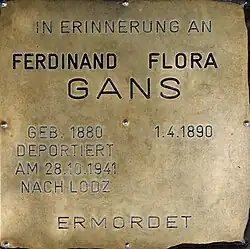 IN ERINNERUNG AN
FERDINAND FLORA
GANS
GEB. 1880 1.4.1890
DEPORTIERT
AM 28.10.1941
NACH LODZ
ERMORDET